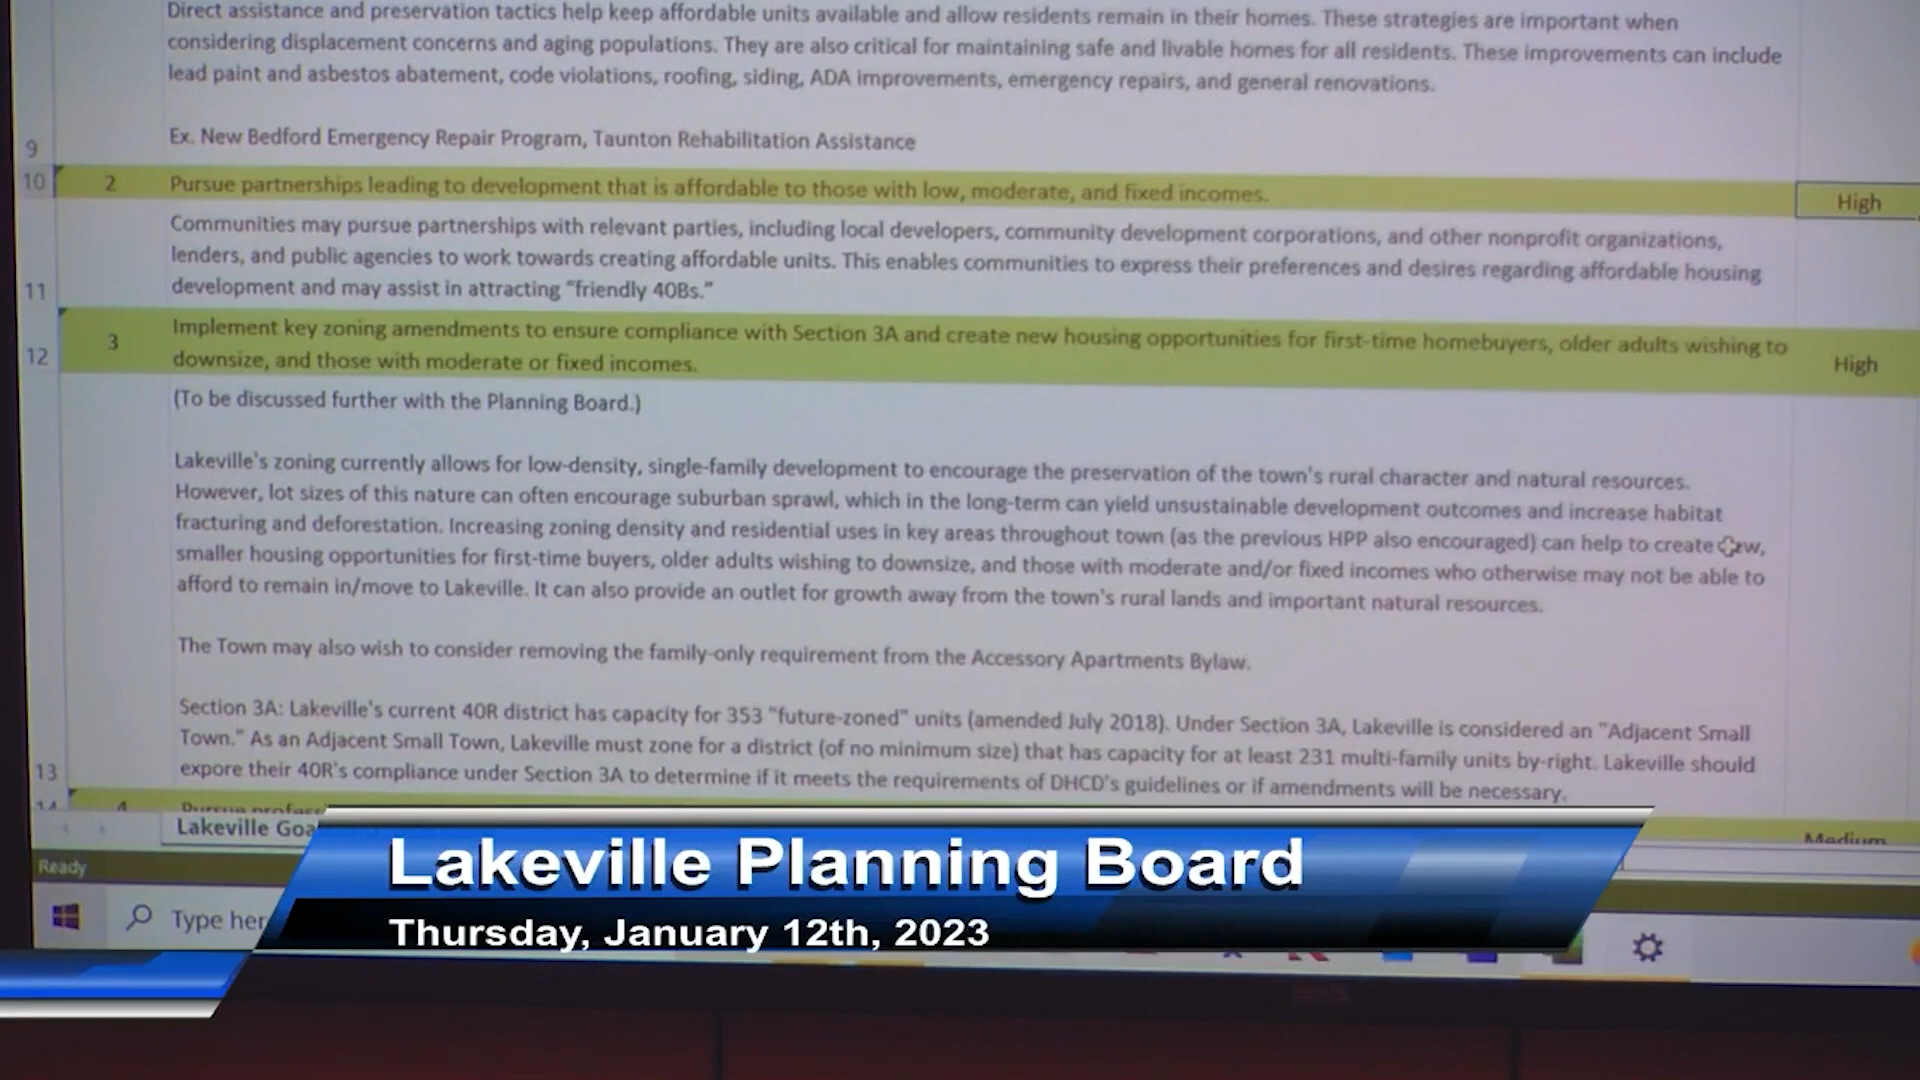 Direct assistance and preservation tactics help keep affordable units available and allow residents remain in their homes. These strategies are important when
considering displacement concerns and aging populations. They are also critical for maintaining safe and livable homes for all residents. These improvements can include
lead paint and asbestos abatement, code violations, roofing, siding, ADA improvements, emergency repairs, and general renovations.
9 Ex. New Bedford Emergency Repair Program, Taunton Rehabilitation Assistance
10 2 Pursue partnerships leading to development that is affordable to those with low, moderate, and fixed incomes. High
Communities may pursue partnerships with relevant parties, including local developers, community development corporations, and other nonprofit organizations,
lenders, and public agencies to work towards creating affordable units. This enables communities to express their preferences and desires regarding affordable housing
11 development and may assist in attracting "friendly 40Bs."
3 Implement key zoning amendments to ensure compliance with Section 3A and create new housing opportunities for first-time homebuyers, older adults wishing to
12 downsize, and those with moderate or fixed incomes. High
(To be discussed further with the Planning Board.)
Lakeville's zoning currently allows for low-density, single-family development to encourage the preservation of the town's rural character and natural resources.
However, lot sizes of this nature can often encourage suburban sprawl, which in the long-term can yield unsustainable development outcomes and increase habitat
fracturing and deforestation. Increasing zoning density and residential uses in key areas throughout town (as the previous HPP also encouraged) can help to create
smaller housing opportunities for first-time buyers, older adults wishing to downsize, and those with moderate and/or fixed incomes who otherwise may not be able to
afford to remain in/move to Lakeville. It can also provide an outlet for growth away from the town's rural lands and important natural resources.
The Town may also wish to consider removing the family-only requirement from the Accessory Apartments Bylaw.
Section 3A: Lakeville's current 40R district has capacity for 353 "future-zoned" units (amended July 2018). Under Section 3A, Lakeville is considered an "Adjacent Small
Town." As an Adjacent Small Town, Lakeville must zone for a district (of no minimum size) that has capacity for at least 231 multi-family units by-right. Lakeville should
13 expore their 40R's compliance under Section 3A to determine if it meets the requirements of DHCD's guidelines or if amendments will be necessary.
14 4 Pursue Medium
Lakeville Goa
Ready
Type her
Lakeville Planning Board
Thursday, January 12th, 2023